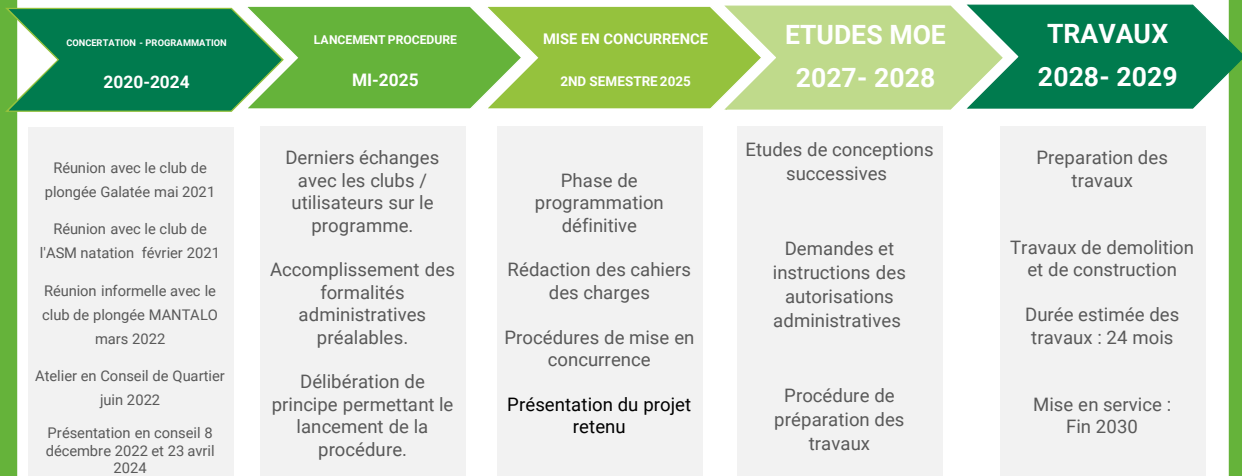 CONCERTATION - PROGRAMMATION
2020-2024
LANCEMENT PROCEDURE
MI-2025
MISE EN CONCURRENCE
2ND SEMESTRE 2025
ETUDES MOE
2027- 2028
TRAVAUX
2028- 2029
Réunion avec le club de
plongée Galatée mai 2021
Réunion avec le club de
l'ASM natation février 2021
Réunion informelle avec le
club de plongée MANTALO
mars 2022
Atelier en Conseil de Quartier
juin 2022
Présentation en conseil 8
décembre 2022 et 23 avril
2024
Derniers échanges
avec les clubs /
utilisateurs sur le
programme.
Accomplissement des
formalités
administratives
préalables.
Délibération de
principe permettant le
lancement de la
procédure.
Phase de
programmation
définitive
Rédaction des cahiers
des charges
Procédures de mise en
concurrence
Présentation du projet
retenu
Etudes de conceptions
successives
Demandes et
instructions des
autorisations
administratives
Procédure de
préparation des
travaux
Preparation des
travaux
Travaux de demolition
et de construction
Durée estimée des
travaux : 24 mois
Mise en service :
Fin 2030